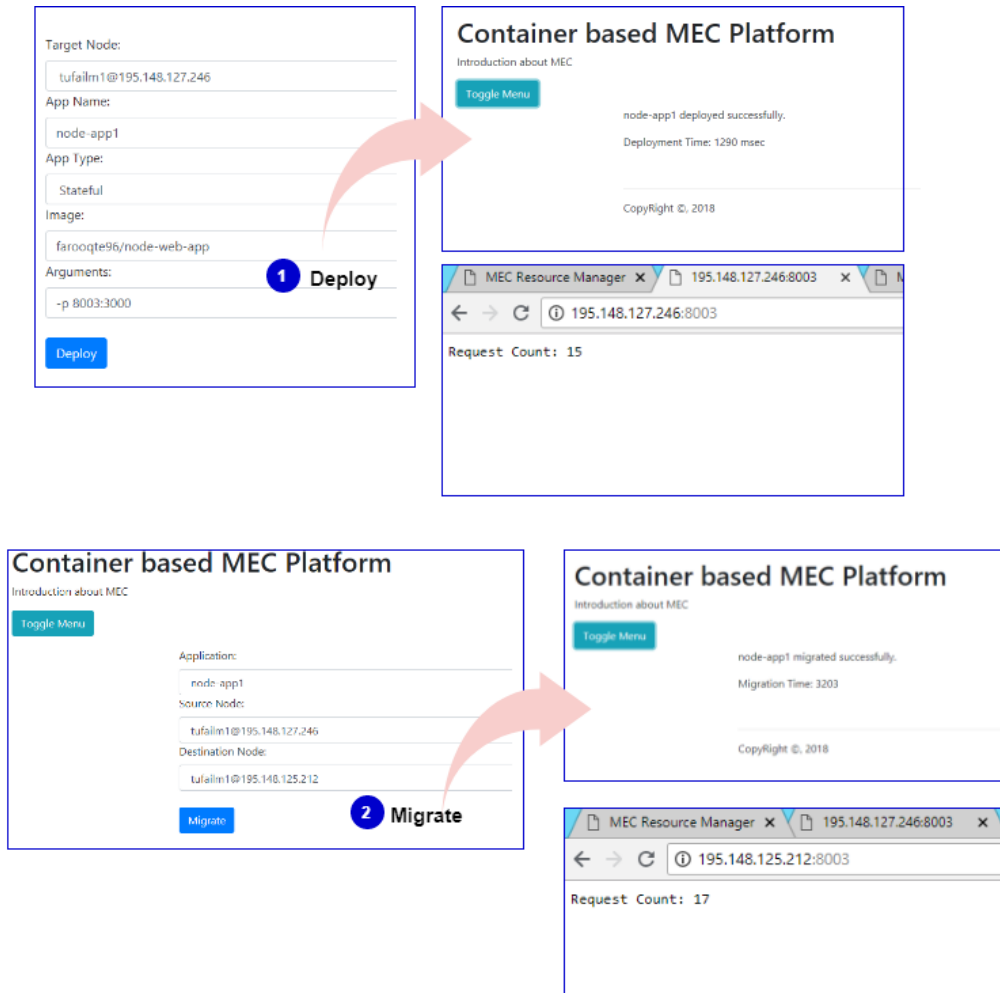 Target Node:
tufailm1@195.148.127.246
App Name:
node-app1
App Type:
Stateful
Image:
farooqte96/node-web-app
Arguments:
-p 8003:3000
Deploy
1 Deploy
Container based MEC Platform
Introduction about MEC
Toggle Menu
node-app1 deployed successfully.
Deployment Time: 1290 msec
CopyRight ©, 2018
MEC Resource Manager x 195.148.127.246:8003 x
195.148.127.246:8003
Request Count: 15
Container based MEC Platform
Introduction about MEC
Toggle Menu
Application:
node-app1
Source Node:
tufailm1@195.148.127.246
Destination Node:
tufailm1@195.148.125.212
Migrate
2 Migrate
Container based MEC Platform
Introduction about MEC
Toggle Menu
node-app1 migrated successfully.
Migration Time: 3203
CopyRight ©, 2018
MEC Resource Manager x 195.148.127.246:8003 x
195.148.125.212:8003
Request Count: 17